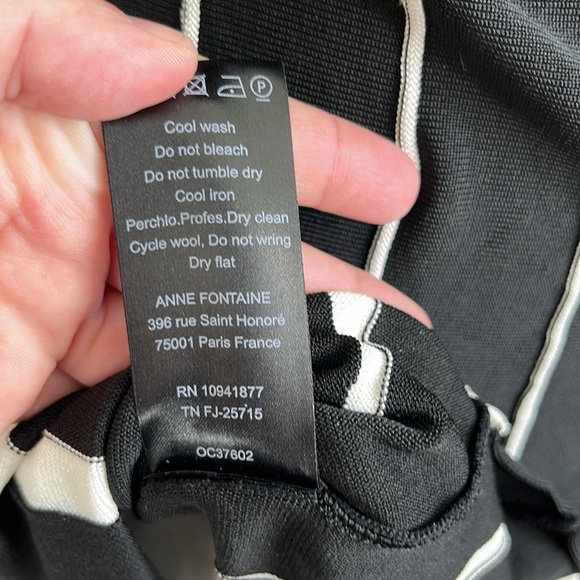 P
Cool wash
Do not bleach
Do not tumble dry
Cool iron
Perchlo.Profes.Dry clean
Cycle wool, Do not wring
Dry flat
ANNE FONTAINE
396 rue Saint Honoré
75001 Paris France
RN 10941877
TN FJ-25715
OC37602